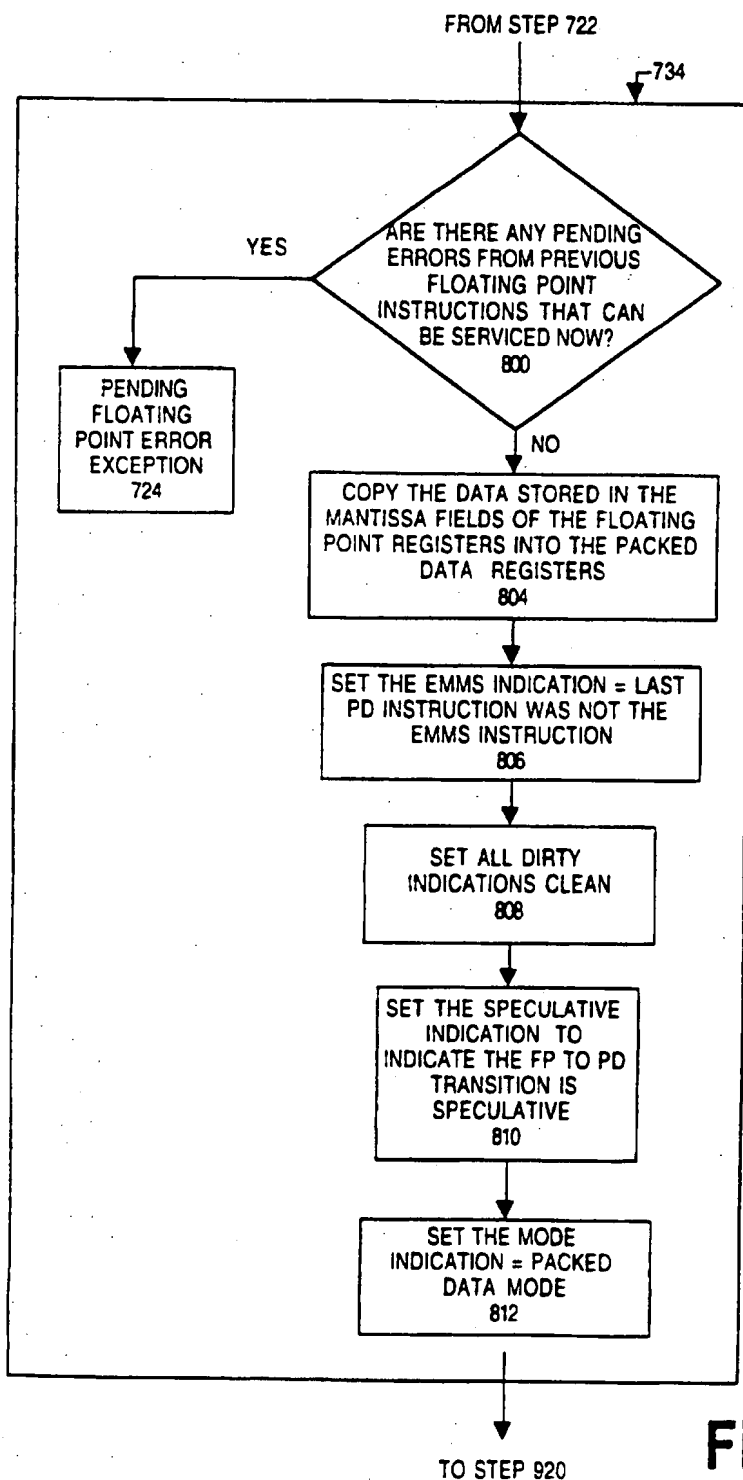 FROM STEP 722
734
YES
ARE THERE ANY PENDING
ERRORS FROM PREVIOUS
FLOATING POINT
INSTRUCTIONS THAT CAN
BE SERVICED NOW?
800
PENDING
FLOATING
POINT ERROR
EXCEPTION
724
NO
COPY THE DATA STORED IN THE
MANTISSA FIELDS OF THE FLOATING
POINT REGISTERS INTO THE PACKED
DATA REGISTERS
804
SET THE EMMS INDICATION = LAST
PD INSTRUCTION WAS NOT THE
EMMS INSTRUCTION
806
SET ALL DIRTY
INDICATIONS CLEAN
808
SET THE SPECULATIVE
INDICATION TO
INDICATE THE FP TO PD
TRANSITION IS
SPECULATIVE
810
SET THE MODE
INDICATION = PACKED
DATA MODE
812
TO STEP 920